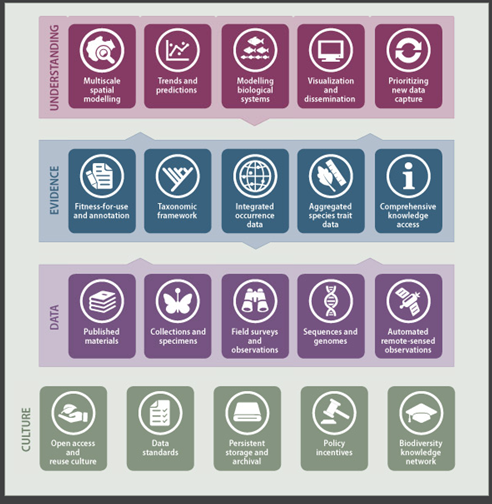 UNDERSTANDING
Multiscale
spatial
modelling
Trends and
predictions
Modelling
biological
systems
Visualization
and
dissemination
Prioritizing
new data
capture
EVIDENCE
Fitness-for-use
and annotation
Taxonomic
framework
Integrated
occurrence
data
Aggregated
species trait
data
Comprehensive
knowledge
access
DATA
Published
materials
Collections and
specimens
Field surveys
and
observations
Sequences and
genomes
Automated
remote-sensed
observations
CULTURE
Open access
and
reuse culture
Data
standards
Persistent
storage and
archival
Policy
incentives
Biodiversity
knowledge
network